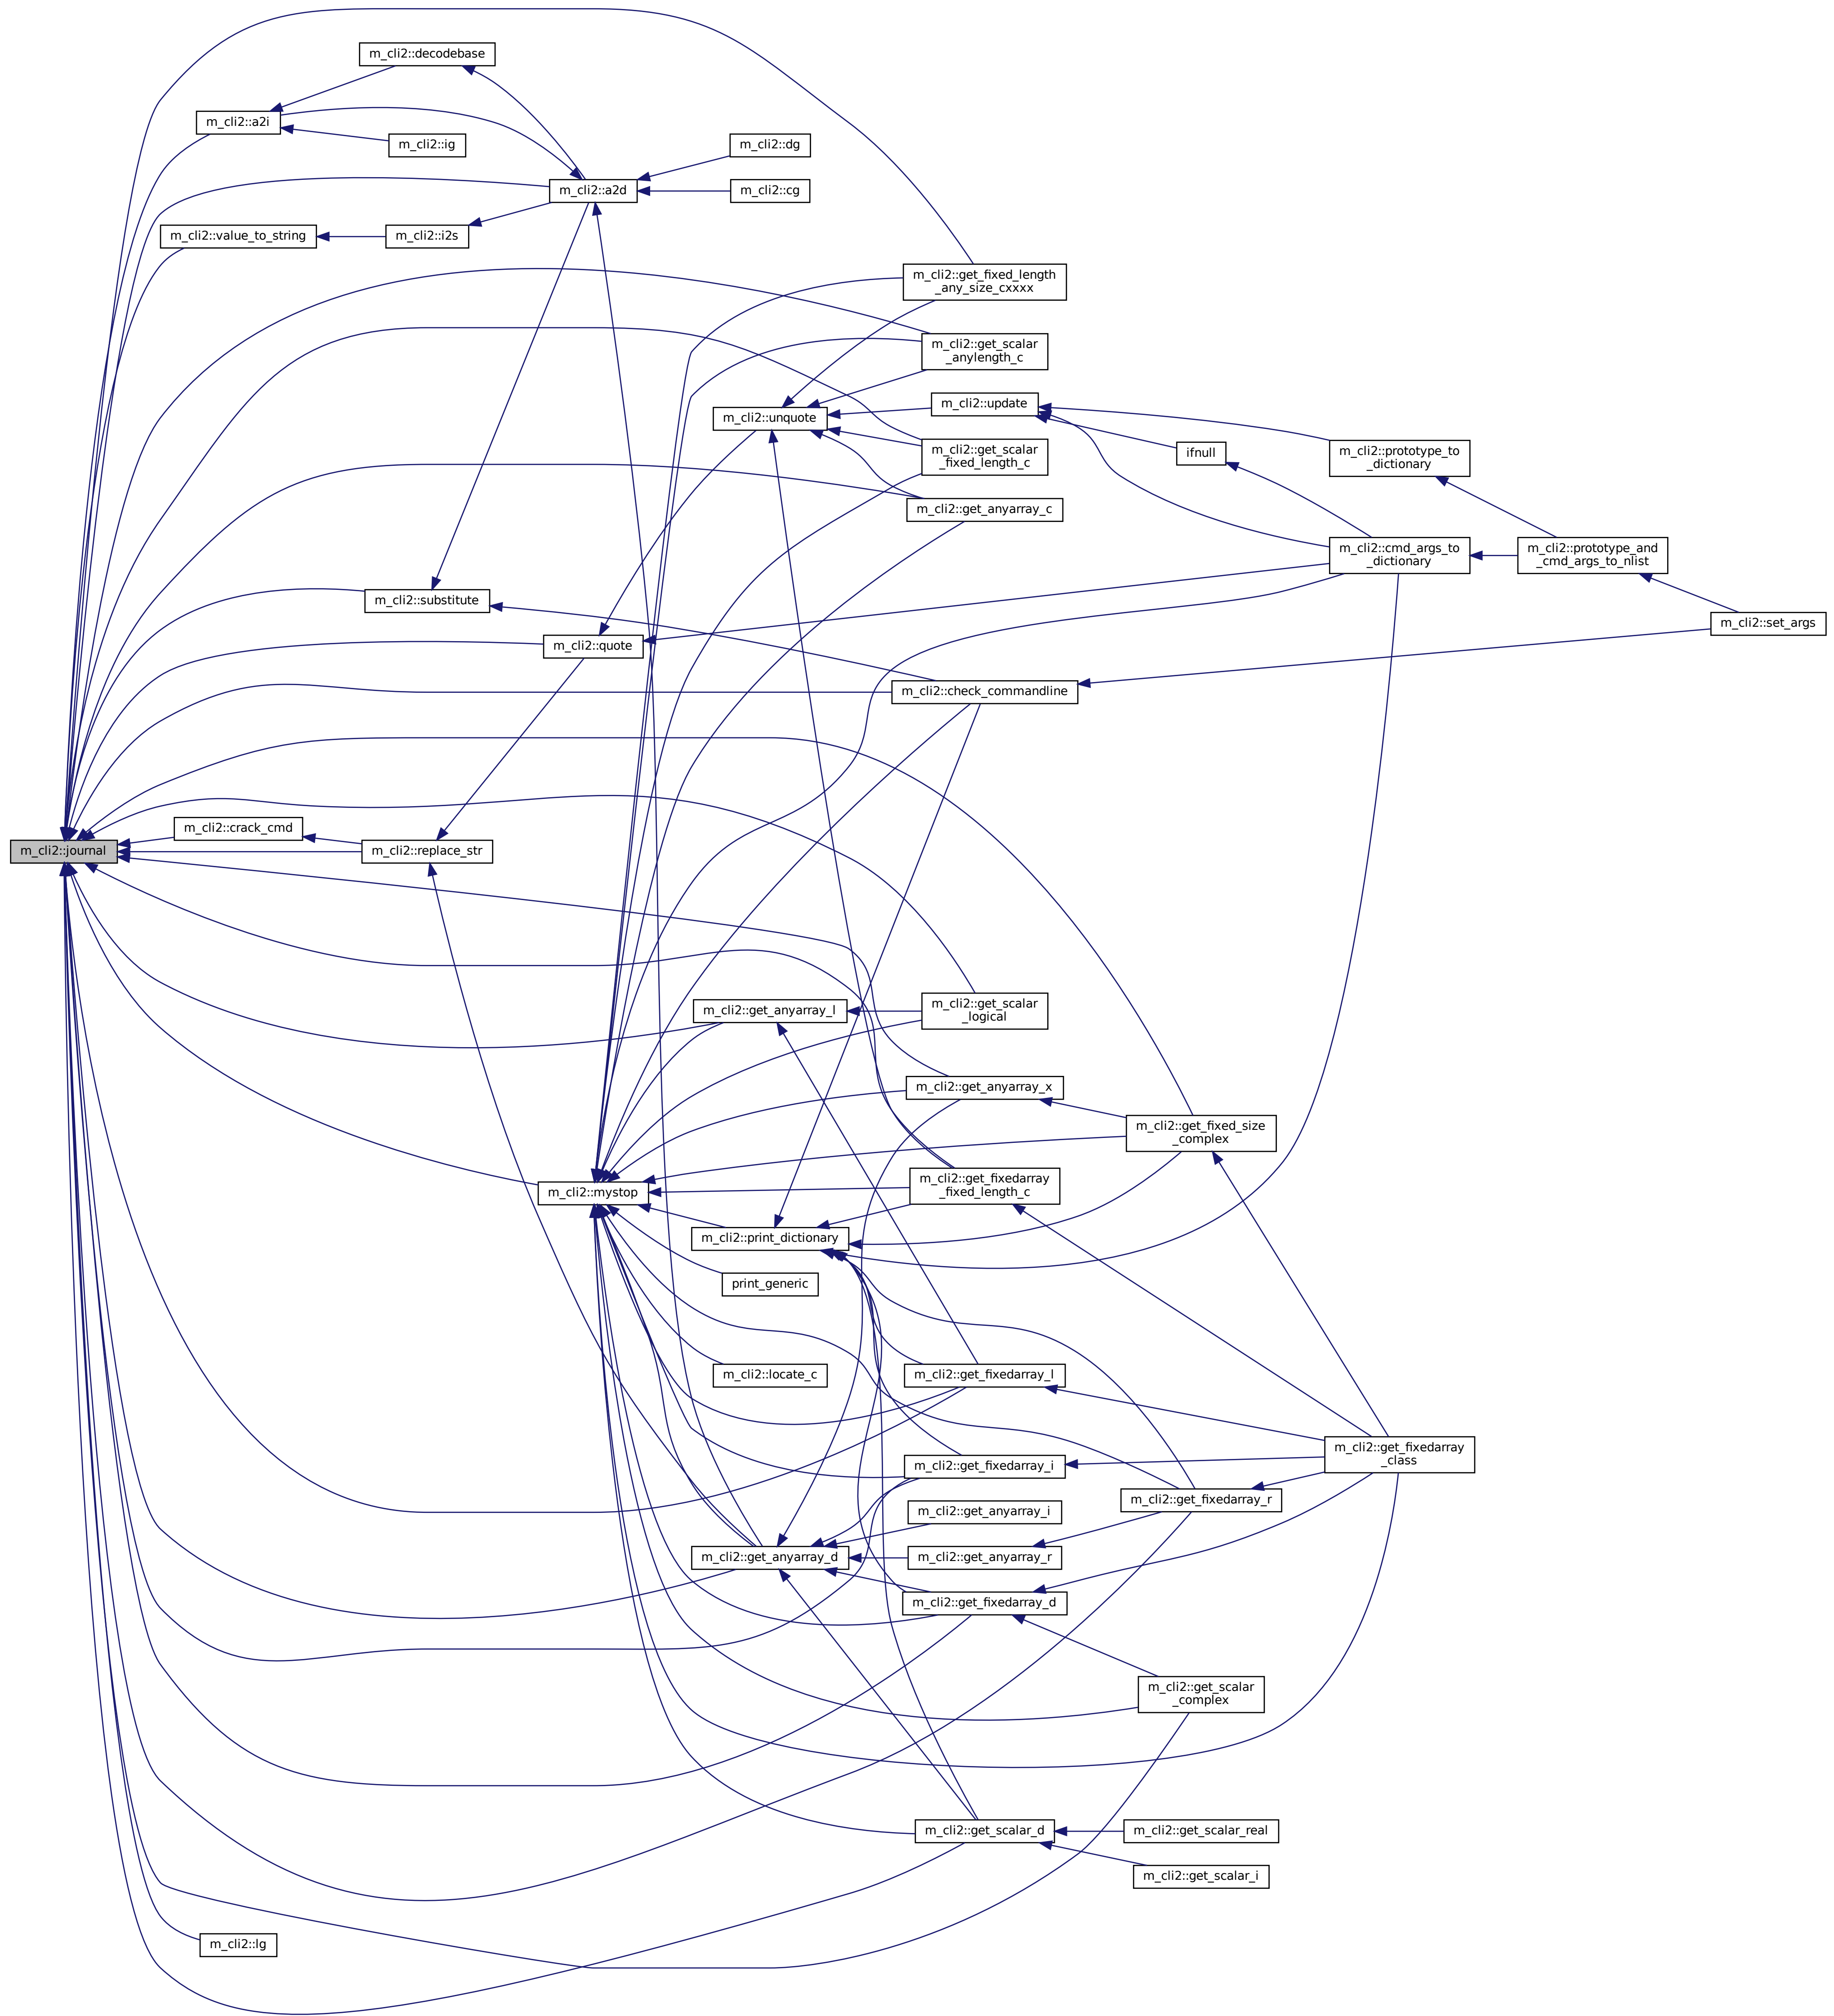 m_cli2::decodebase
m_cli2::a2i
m_cli2::ig
m_cli2::dg
m_cli2::a2d
m_cli2::cg
m_cli2::value_to_string
m_cli2::i2s
m_cli2::get_fixed_length
_any_size_cxxxx
m_cli2::get_scalar
_anylength_c
m_cli2::update
m_cli2::unquote
m_cli2::get_scalar
_fixed_length_c
ifnull
m_cli2::prototype_to
_dictionary
m_cli2::get_anyarray_c
m_cli2::cmd_args_to
_dictionary
m_cli2::prototype_and
_cmd_args_to_nlist
m_cli2::substitute
m_cli2::set_args
m_cli2::quote
m_cli2::check_commandline
m_cli2::crack_cmd
m_cli2::journal
m_cli2::replace_str
m_cli2::get_anyarray_l
m_cli2::get_scalar
_logical
m_cli2::get_anyarray_x
m_cli2::get_fixed_size
_complex
m_cli2::mystop
m_cli2::get_fixedarray
_fixed_length_c
m_cli2::print_dictionary
print_generic
m_cli2::locate_c
m_cli2::get_fixedarray_l
m_cli2::get_fixedarray
_class
m_cli2::get_fixedarray_i
m_cli2::get_fixedarray_r
m_cli2::get_anyarray_i
m_cli2::get_anyarray_d
m_cli2::get_anyarray_r
m_cli2::get_fixedarray_d
m_cli2::get_scalar
_complex
m_cli2::get_scalar_d
m_cli2::get_scalar_real
m_cli2::get_scalar_i
m_cli2::lg